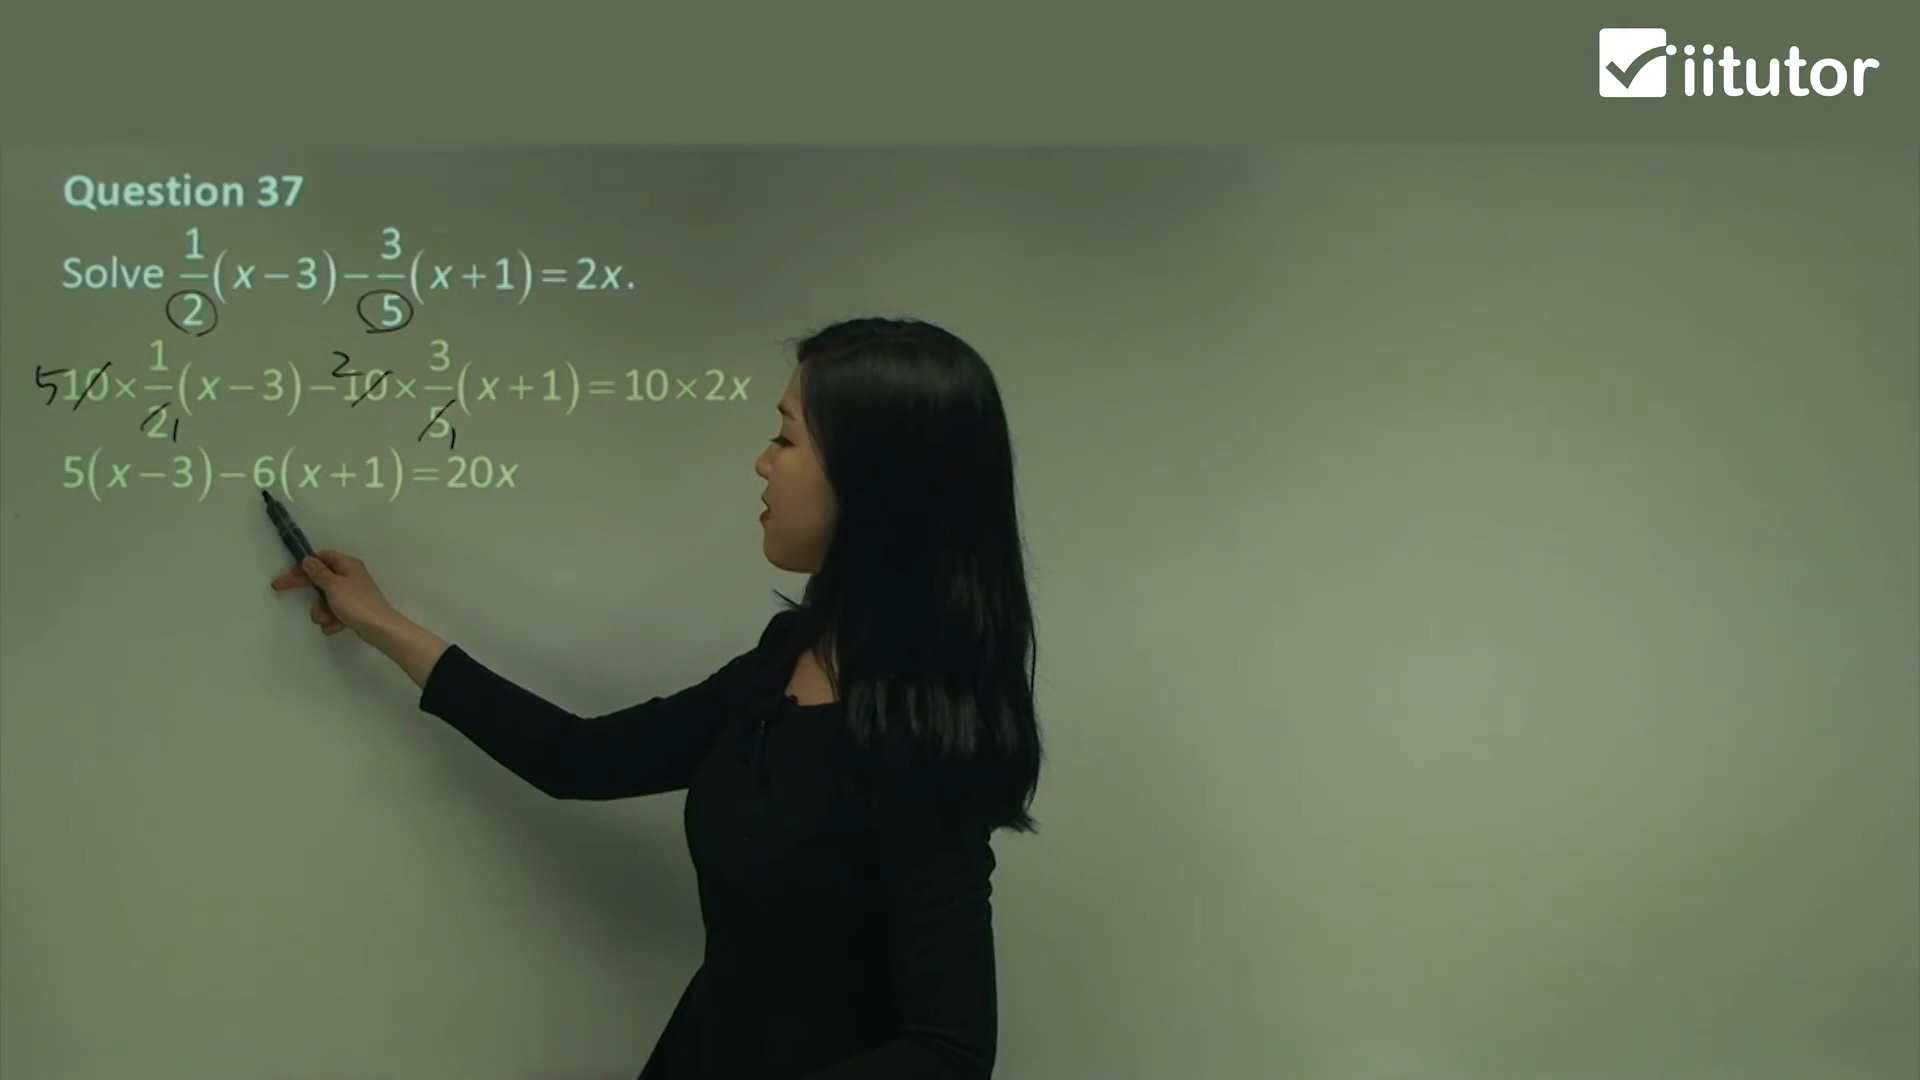 iitutor
Question 37
Solve 1/2(x−3)−3/5(x+1)=2x.
5 10×1/2 1(x−3)−2 10×3/5 1(x+1)=10×2x
5(x−3)−6(x+1)=20x